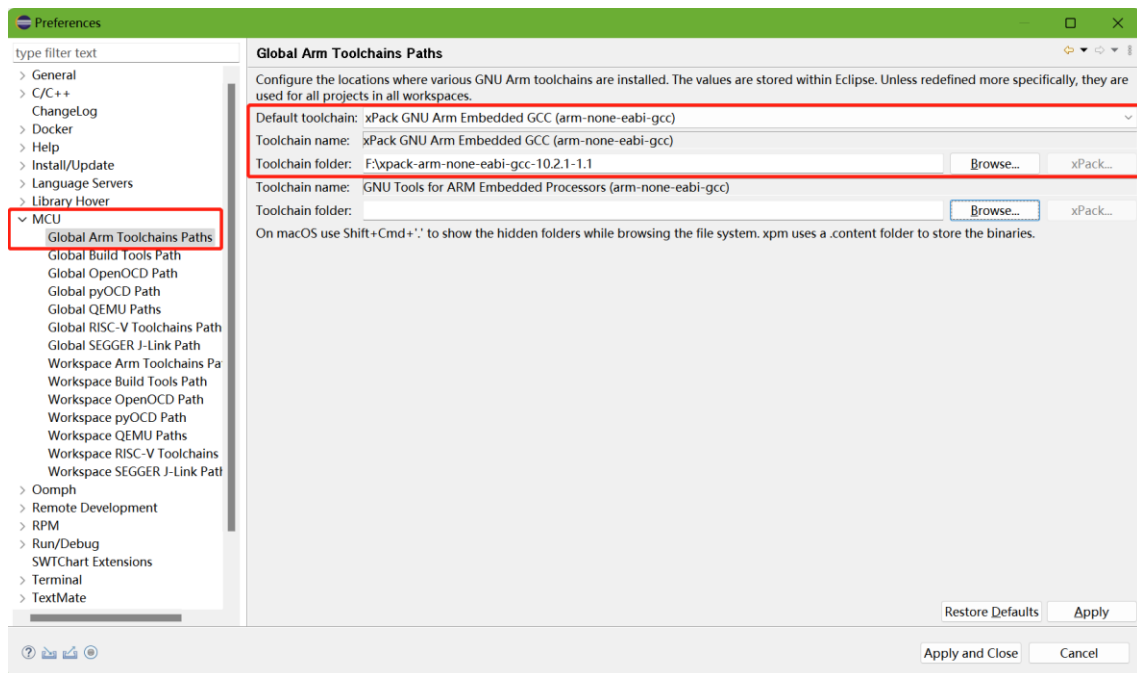 Preferences
type filter text
General
C/C++
ChangeLog
Docker
Help
Install/Update
Language Servers
Library Hover
MCU
Global Arm Toolchains Paths
Global Build Tools Path
Global OpenOCD Path
Global pyOCD Path
Global QEMU Paths
Global RISC-V Toolchains Path
Global SEGGER J-Link Path
Workspace Arm Toolchains Pa
Workspace Build Tools Path
Workspace OpenOCD Path
Workspace pyOCD Path
Workspace QEMU Paths
Workspace RISC-V Toolchains
Workspace SEGGER J-Link Path
Oomph
Remote Development
RPM
Run/Debug
SWTChart Extensions
Terminal
TextMate
Global Arm Toolchains Paths
Configure the locations where various GNU Arm toolchains are installed. The values are stored within Eclipse. Unless redefined more specifically, they are
used for all projects in all workspaces.
Default toolchain: xPack GNU Arm Embedded GCC (arm-none-eabi-gcc)
Toolchain name: xPack GNU Arm Embedded GCC (arm-none-eabi-gcc)
Toolchain folder: F:\xpack-arm-none-eabi-gcc-10.2.1-1.1 Browse... xPack...
Toolchain name: GNU Tools for ARM Embedded Processors (arm-none-eabi-gcc)
Toolchain folder: Browse... xPack...
On macOS use Shift+Cmd+'.' to show the hidden folders while browsing the file system. xpm uses a .content folder to store the binaries.
Restore Defaults Apply
Apply and Close Cancel